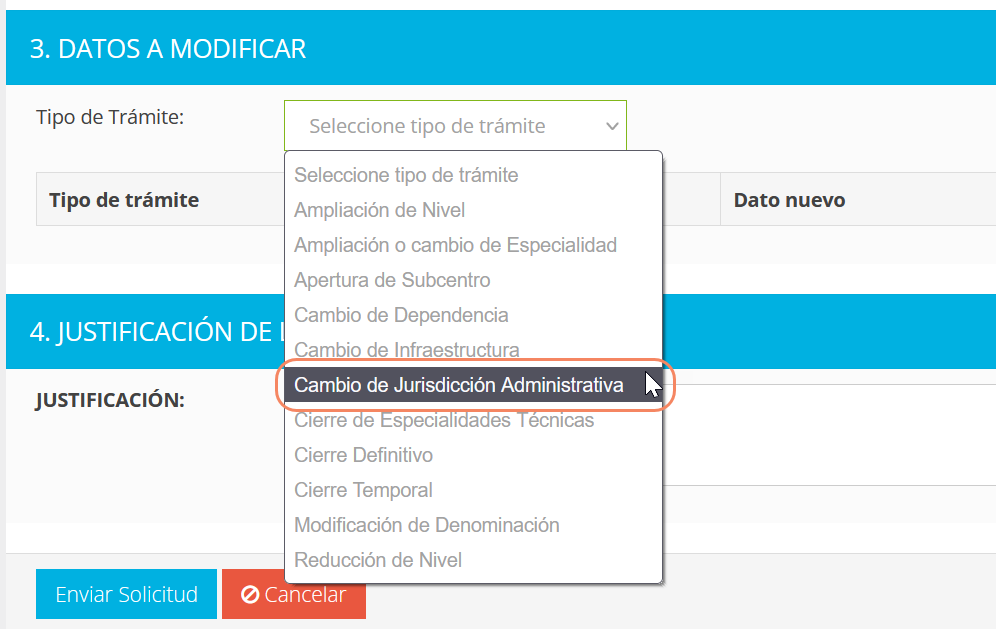 3. DATOS A MODIFICAR
Tipo de Trámite:
Seleccione tipo de trámite
Seleccione tipo de trámite
Ampliación de Nivel
Tipo de trámite
Dato nuevo
Ampliación o cambio de Especialidad
Apertura de Subcentro
Cambio de Dependencia
4. JUSTIFICACIÓN DE
Cambio de Infraestructura
Cambio de Jurisdicción Administrativa
JUSTIFICACIÓN:
Cierre de Especialidades Técnicas
Cierre Definitivo
Cierre Temporal
Modificación de Denominación
Reducción de Nivel
Enviar Solicitud
Cancelar